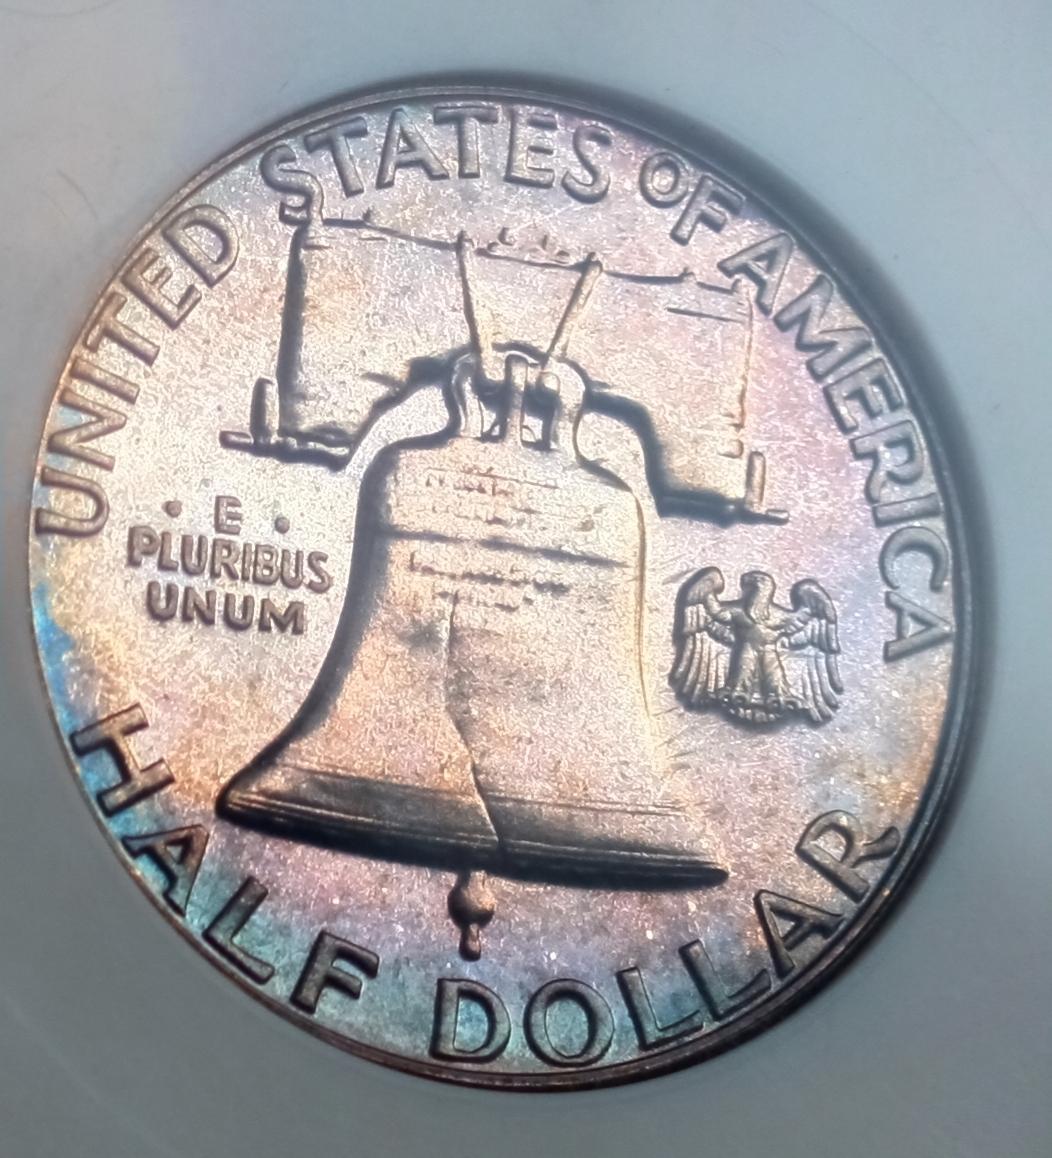 UNITED STATES OF AMERICA
· E ·
PLURIBUS
UNUM
HALF DOLLAR